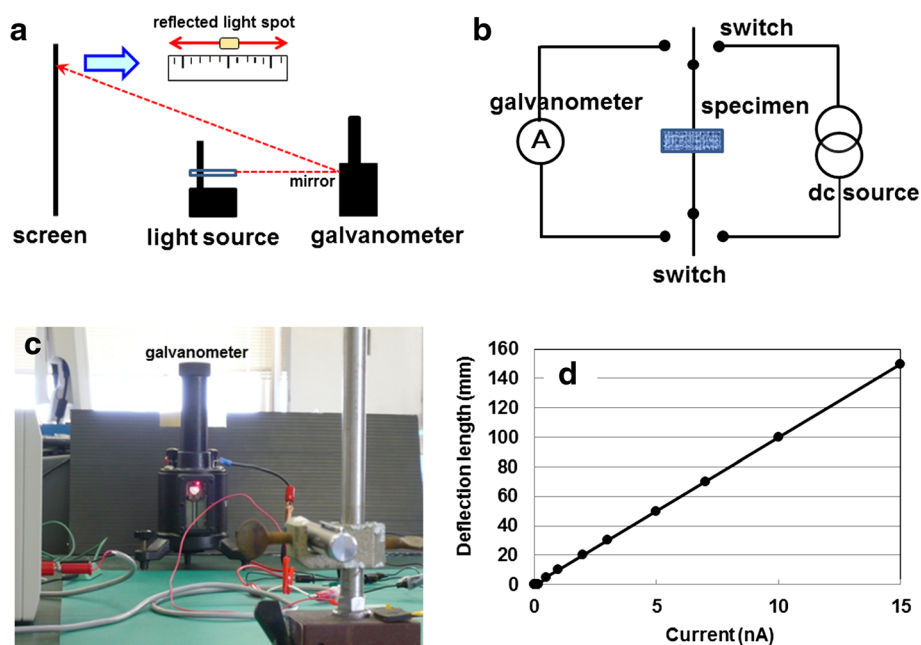 a
reflected light spot
mirror
screen
light source
galvanometer
b
switch
galvanometer
specimen
A
dc source
switch
c
galvanometer
d
Deflection length (mm)
160
140
120
100
80
60
40
20
0
0
5
10
15
Current (nA)